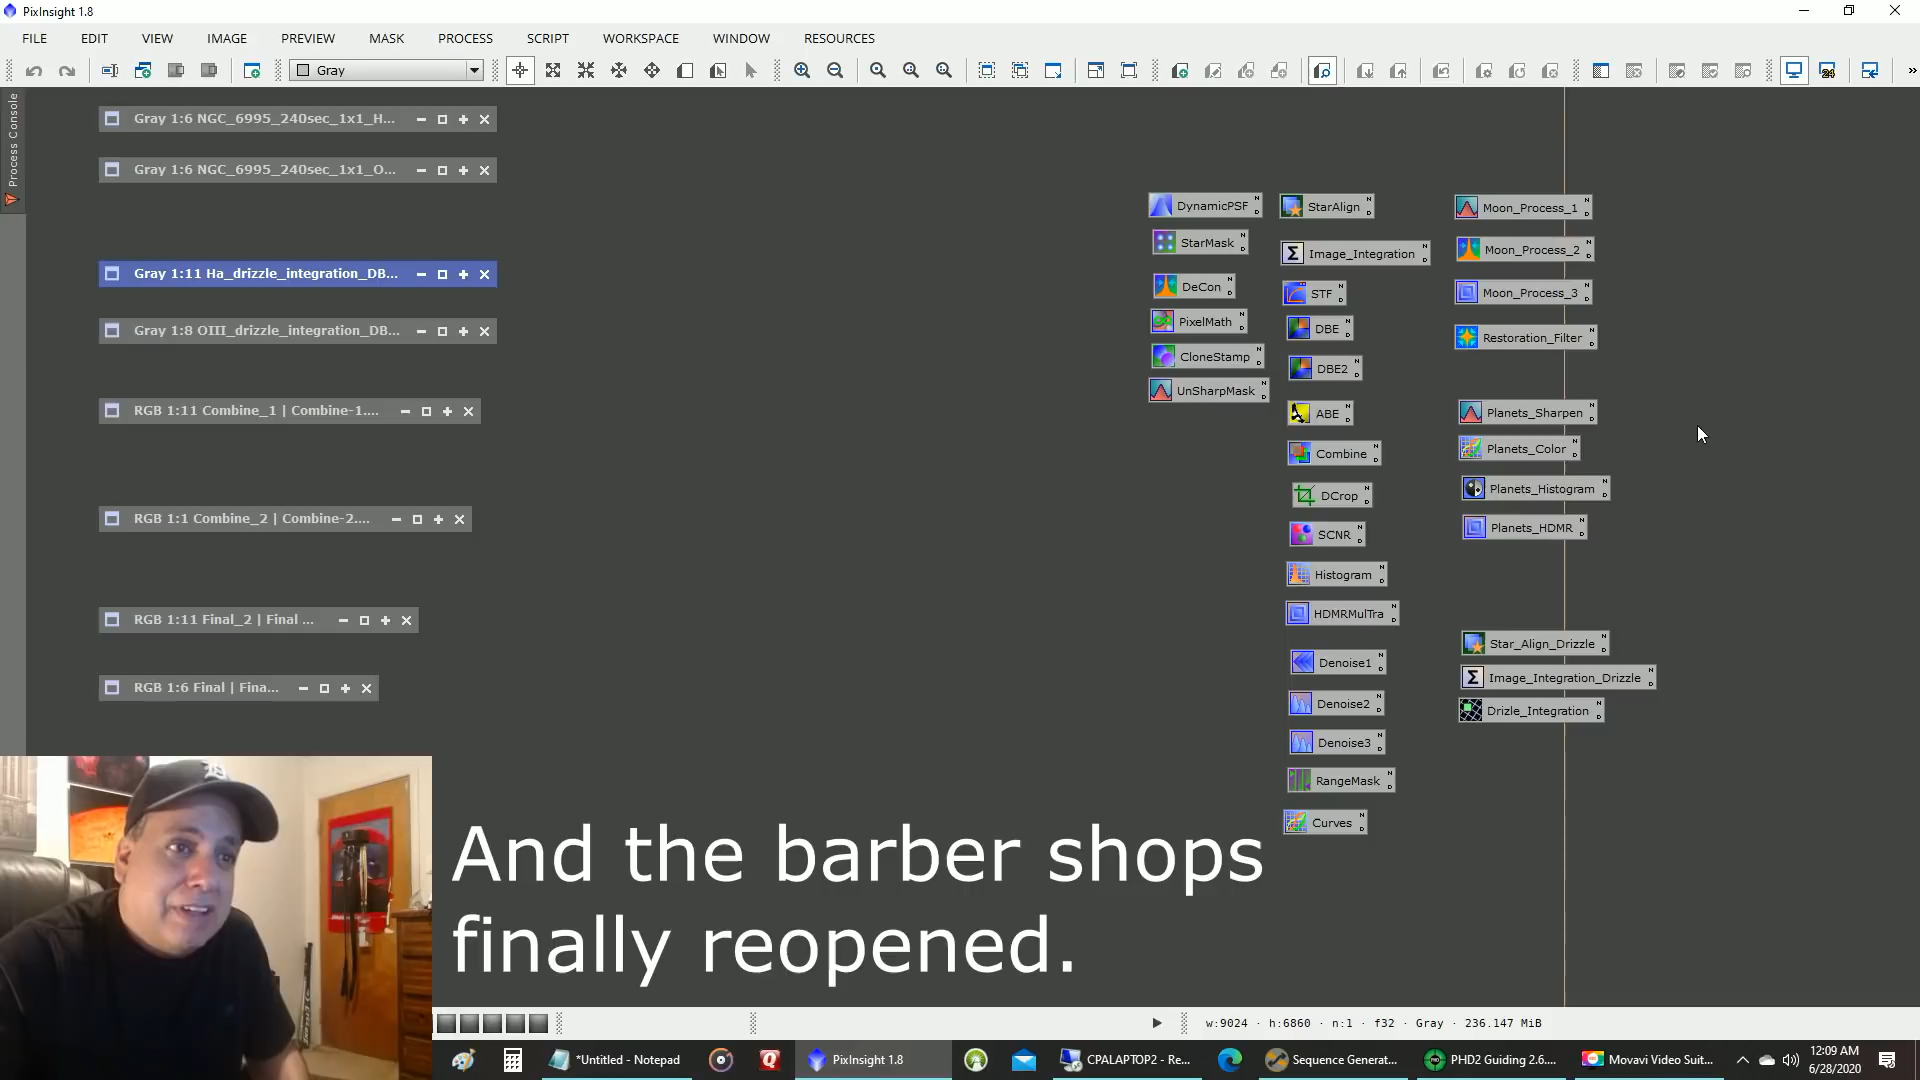 PixInsight 1.8
FILE EDIT VIEW IMAGE PREVIEW MASK PROCESS SCRIPT WORKSPACE WINDOW RESOURCES
Gray
Process Console
Gray 1:6 NGC_6995_240sec_1x1_H...
Gray 1:6 NGC_6995_240sec_1x1_O...
Gray 1:11 Ha_drizzle_integration_DB...
Gray 1:8 OIII_drizzle_integration_DB...
RGB 1:11 Combine_1 | Combine-1....
RGB 1:1 Combine_2 | Combine-2....
RGB 1:11 Final_2 | Final ...
RGB 1:6 Final | Fina...
DynamicPSF
StarMask
DeCon
PixelMath
CloneStamp
UnSharpMask
StarAlign
Image_Integration
STF
DBE
DBE2
ABE
Combine
DCrop
SCNR
Histogram
HDMRMulTra
Denoise1
Denoise2
Denoise3
RangeMask
Curves
Moon_Process_1
Moon_Process_2
Moon_Process_3
Restoration_Filter
Planets_Sharpen
Planets_Color
Planets_Histogram
Planets_HDMR
Star_Align_Drizzle
Image_Integration_Drizzle
Drizle_Integration
And the barber shops
finally reopened.
w:9024 · h:6860 · n:1 · f32 · Gray · 236.147 MiB
*Untitled - Notepad
PixInsight 1.8
CPALAPTOP2 - Re...
Sequence Generat...
PHD2 Guiding 2.6....
Movavi Video Suit...
12:09 AM
6/28/2020